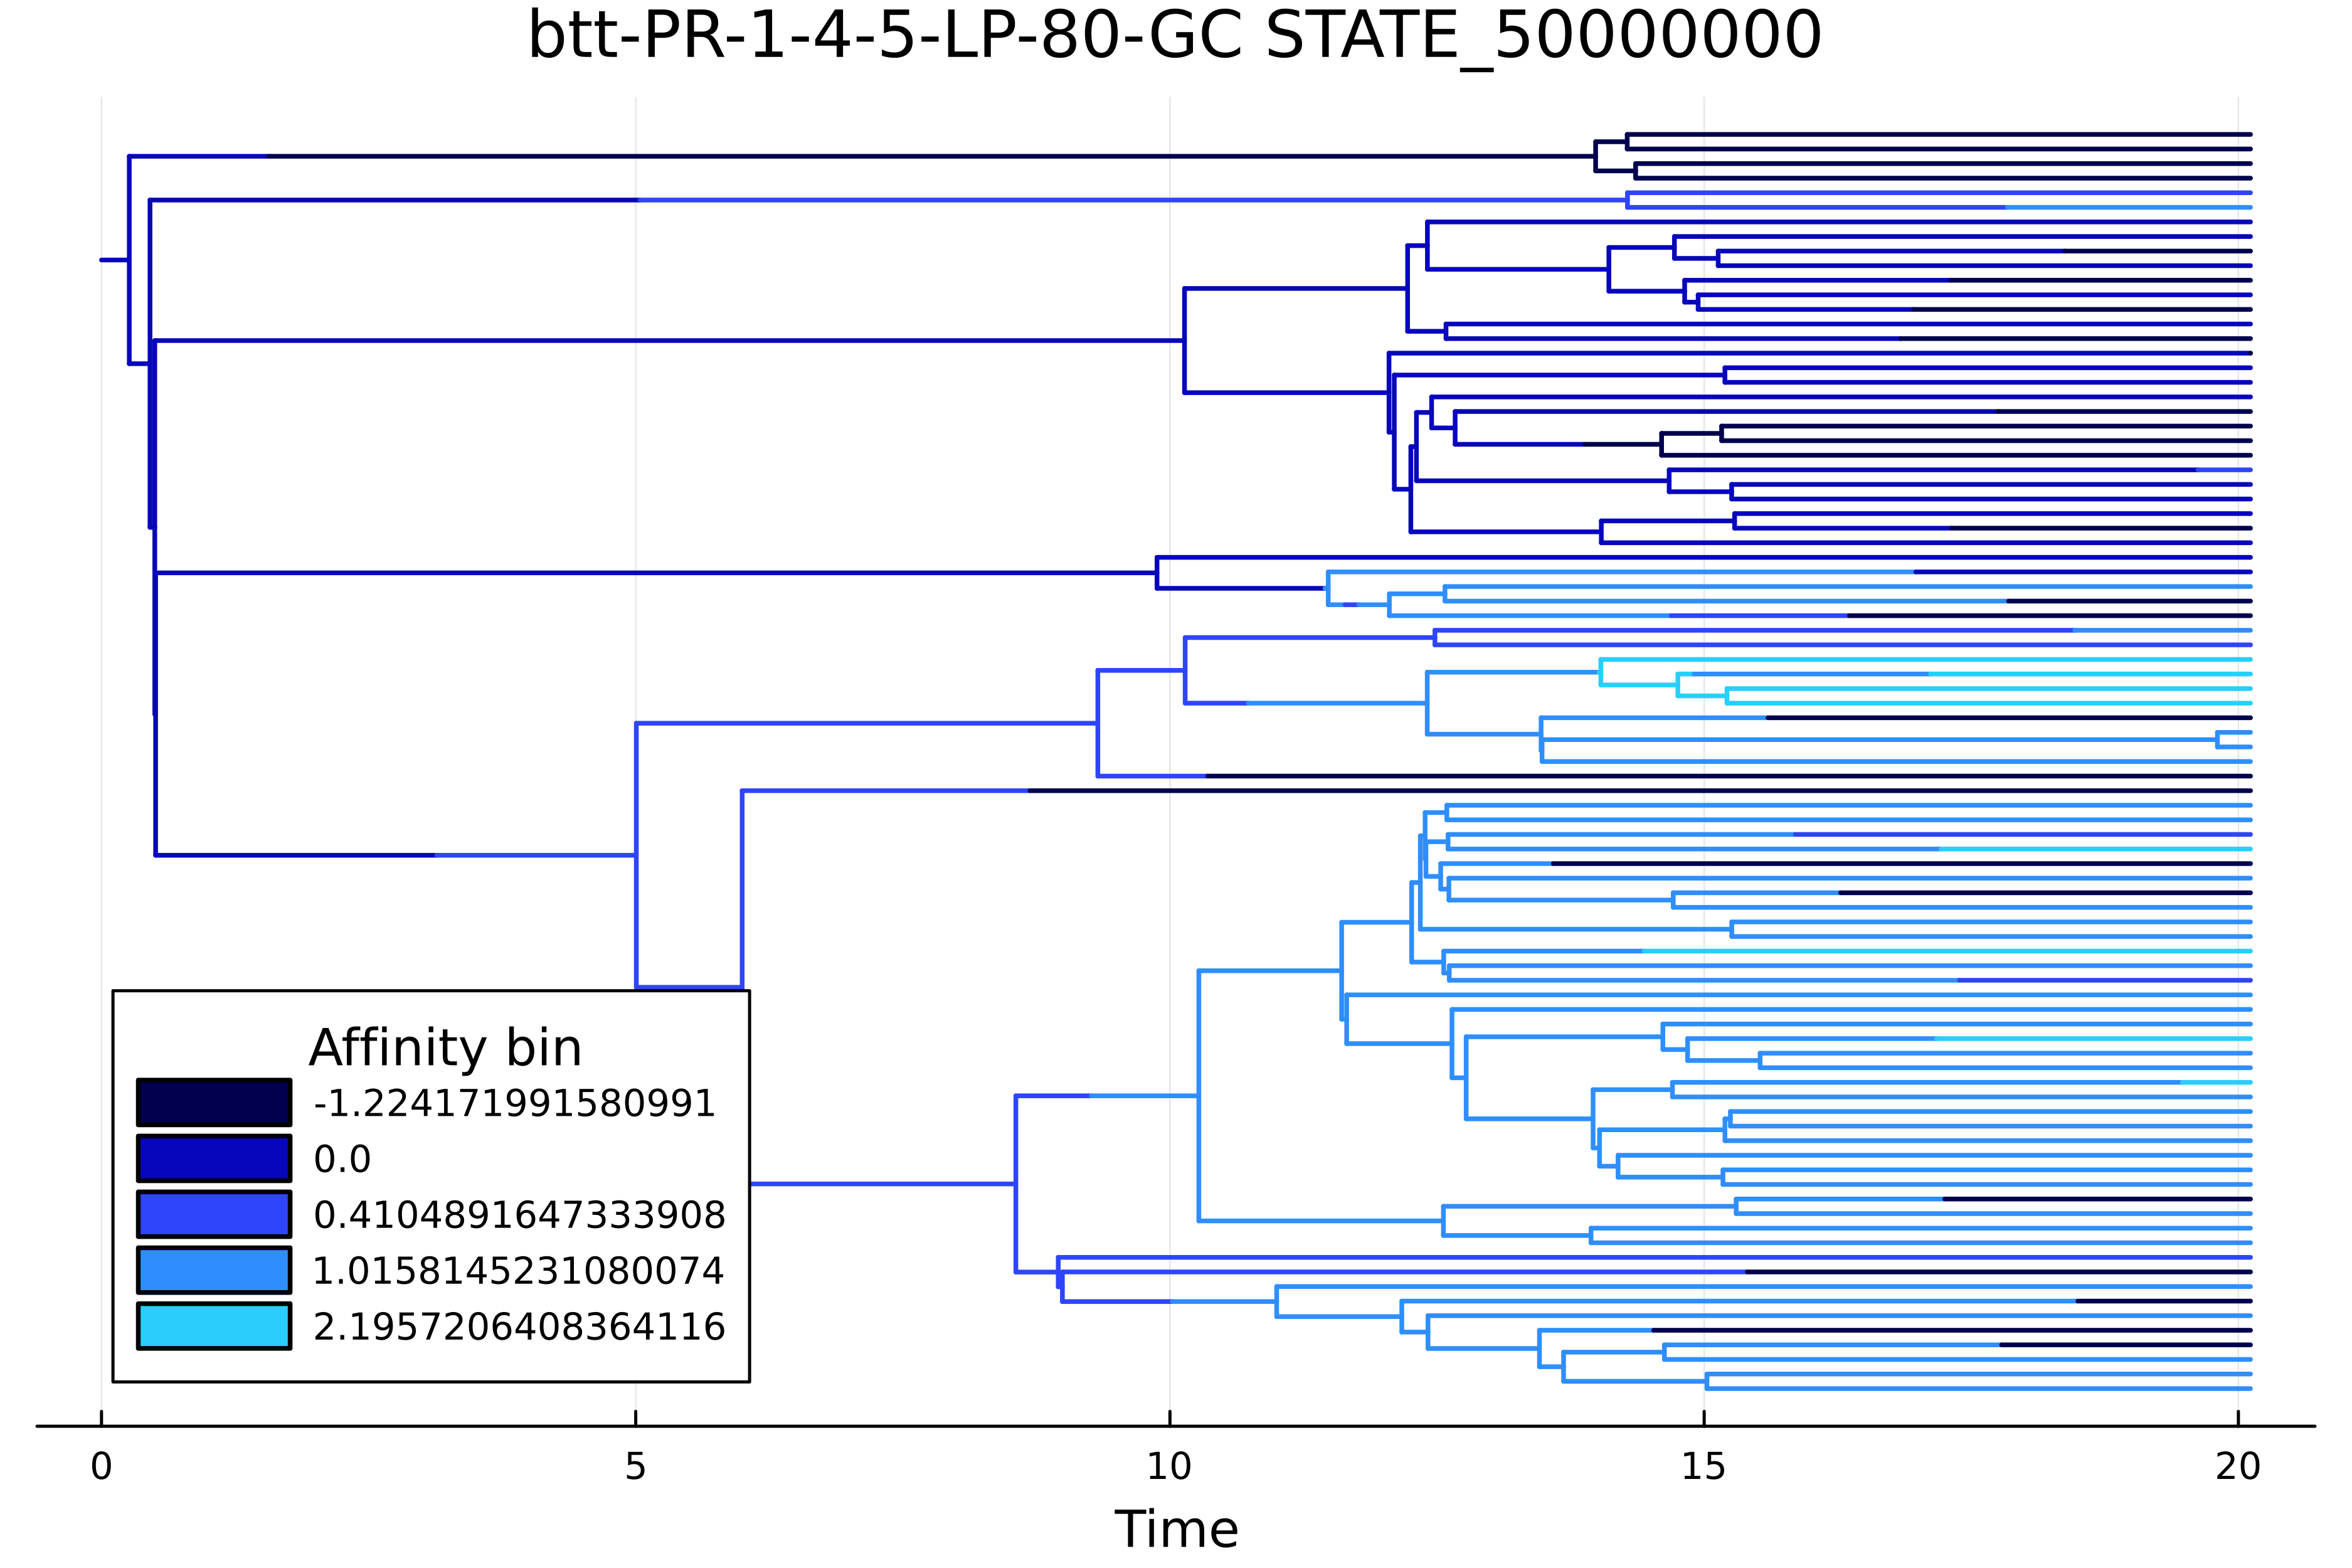 btt-PR-1-4-5-LP-80-GC STATE_50000000
Affinity bin
-1.224171991580991
0.0
0.4104891647333908
1.0158145231080074
2.1957206408364116
0 5 10 15 20
Time